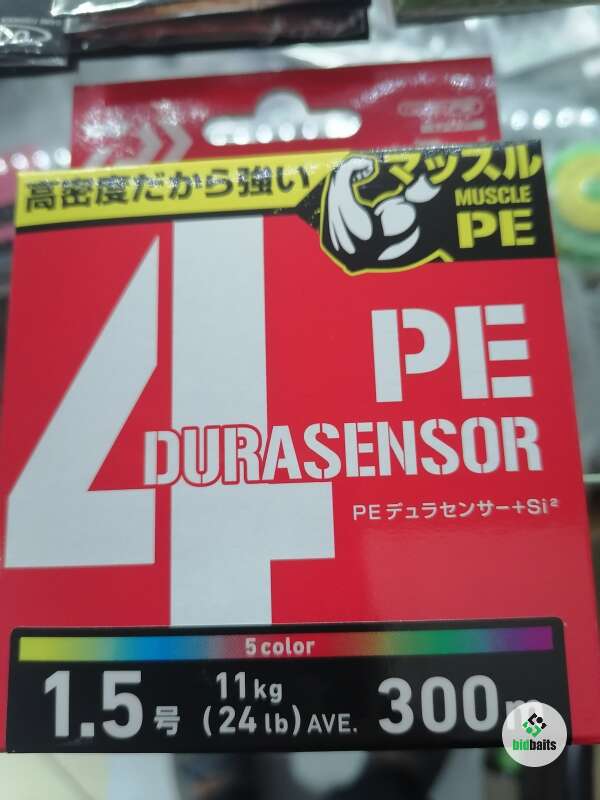 高密度だから強い
マッスル
MUSCLE
PE
4
PE
DURASENSOR
PEデュラセンサー+Si²
5 color
1.5号
11kg
(24lb) AVE.
300m
bidbaits